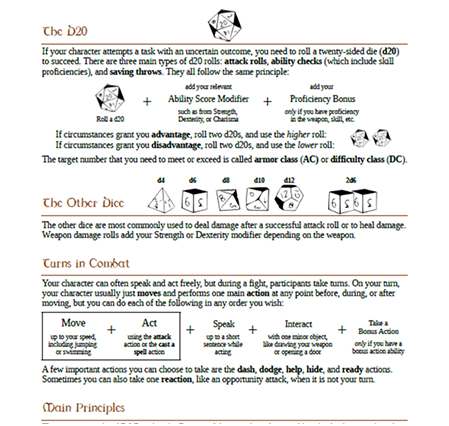 The D20
If your character attempts a task with an uncertain outcome, you need to roll a twenty-sided die (d20)
to succeed. There are three main types of d20 rolls: attack rolls, ability checks (which include skill
proficiencies), and saving throws. They all follow the same principle:
add your relevant add your
+ Ability Score Modifier + Proficiency Bonus
Roll a d20 such as from Strength, only if you have proficiency
Dexterity, or Charisma in the weapon, skill, etc.
If circumstances grant you advantage, roll two d20s, and use the higher roll:
If circumstances grant you disadvantage, roll two d20s, and use the lower roll:
The target number that you need to meet or exceed is called armor class (AC) or difficulty class (DC).
d4 d6 d8 d10 d12 2d6
The Other Dice
The other dice are most commonly used to deal damage after a successful attack roll or to heal damage.
Weapon damage rolls add your Strength or Dexterity modifier depending on the weapon.
Turns in Combat
Your character can often speak and act freely, but during a fight, participants take turns. On your turn,
your character usually just moves and performs one main action at any point before, during, or after
moving, but you can do each of the following in any order you wish:
Move + Act + Speak + Interact + Take a
Bonus Action
up to your speed, using the attack up to a short with one minor object, only if you have a
including jumping action or the cast a sentence while like drawing your weapon bonus action ability
or swimming spell action acting or opening a door
A few important actions you can choose to take are the dash, dodge, help, hide, and ready actions.
Sometimes you can also take one reaction, like an opportunity attack, when it is not your turn.
Main Principles